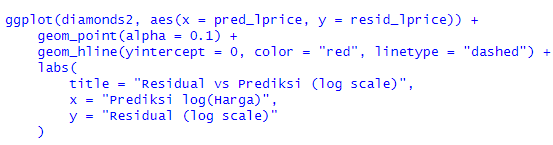 ggplot(diamonds2, aes(x = pred_lprice, y = resid_lprice)) +
    geom_point(alpha = 0.1) +
    geom_hline(yintercept = 0, color = "red", linetype = "dashed") +
    labs(
        title = "Residual vs Prediksi (log scale)",
        x = "Prediksi log(Harga)",
        y = "Residual (log scale)"
    )